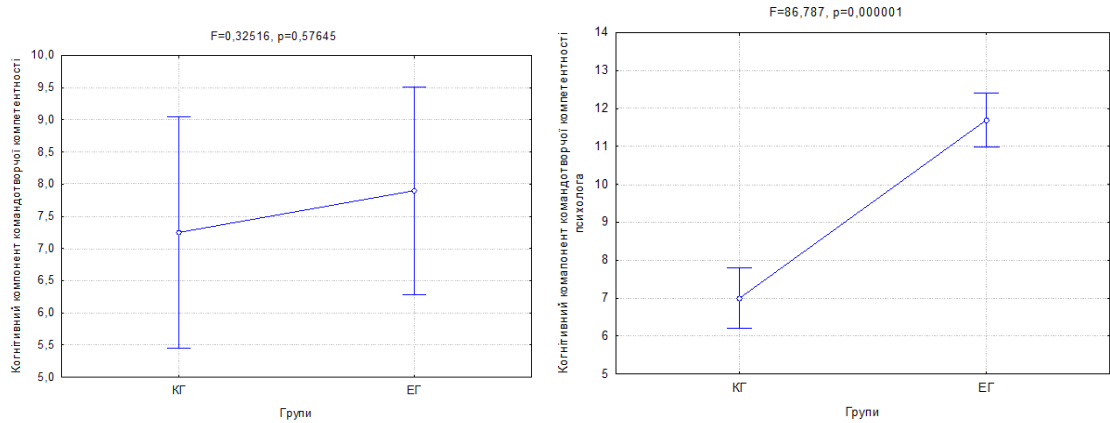 F=0,32516, p=0,57645
Когнітивний компонент командотворчої компетентності
10,0
9,5
9,0
8,5
8,0
7,5
7,0
6,5
6,0
5,5
5,0
КГ
ЕГ
Групи
F=86,787, p=0,000001
Когнітивний комапонент командотворчої компетентності
психолога
14
13
12
11
10
9
8
7
6
5
КГ
ЕГ
Групи